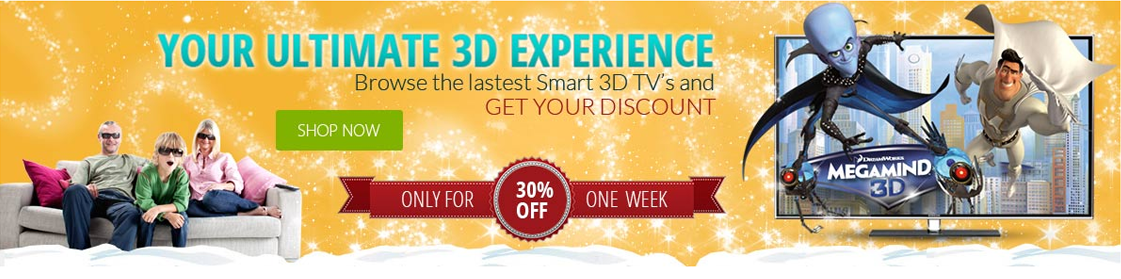 YOUR ULTIMATE 3D EXPERIENCE
Browse the lastest Smart 3D TV's and
GET YOUR DISCOUNT
SHOP NOW
ONLY FOR 30% OFF ONE WEEK
DREAMWORKS
MEGAMIND
3D